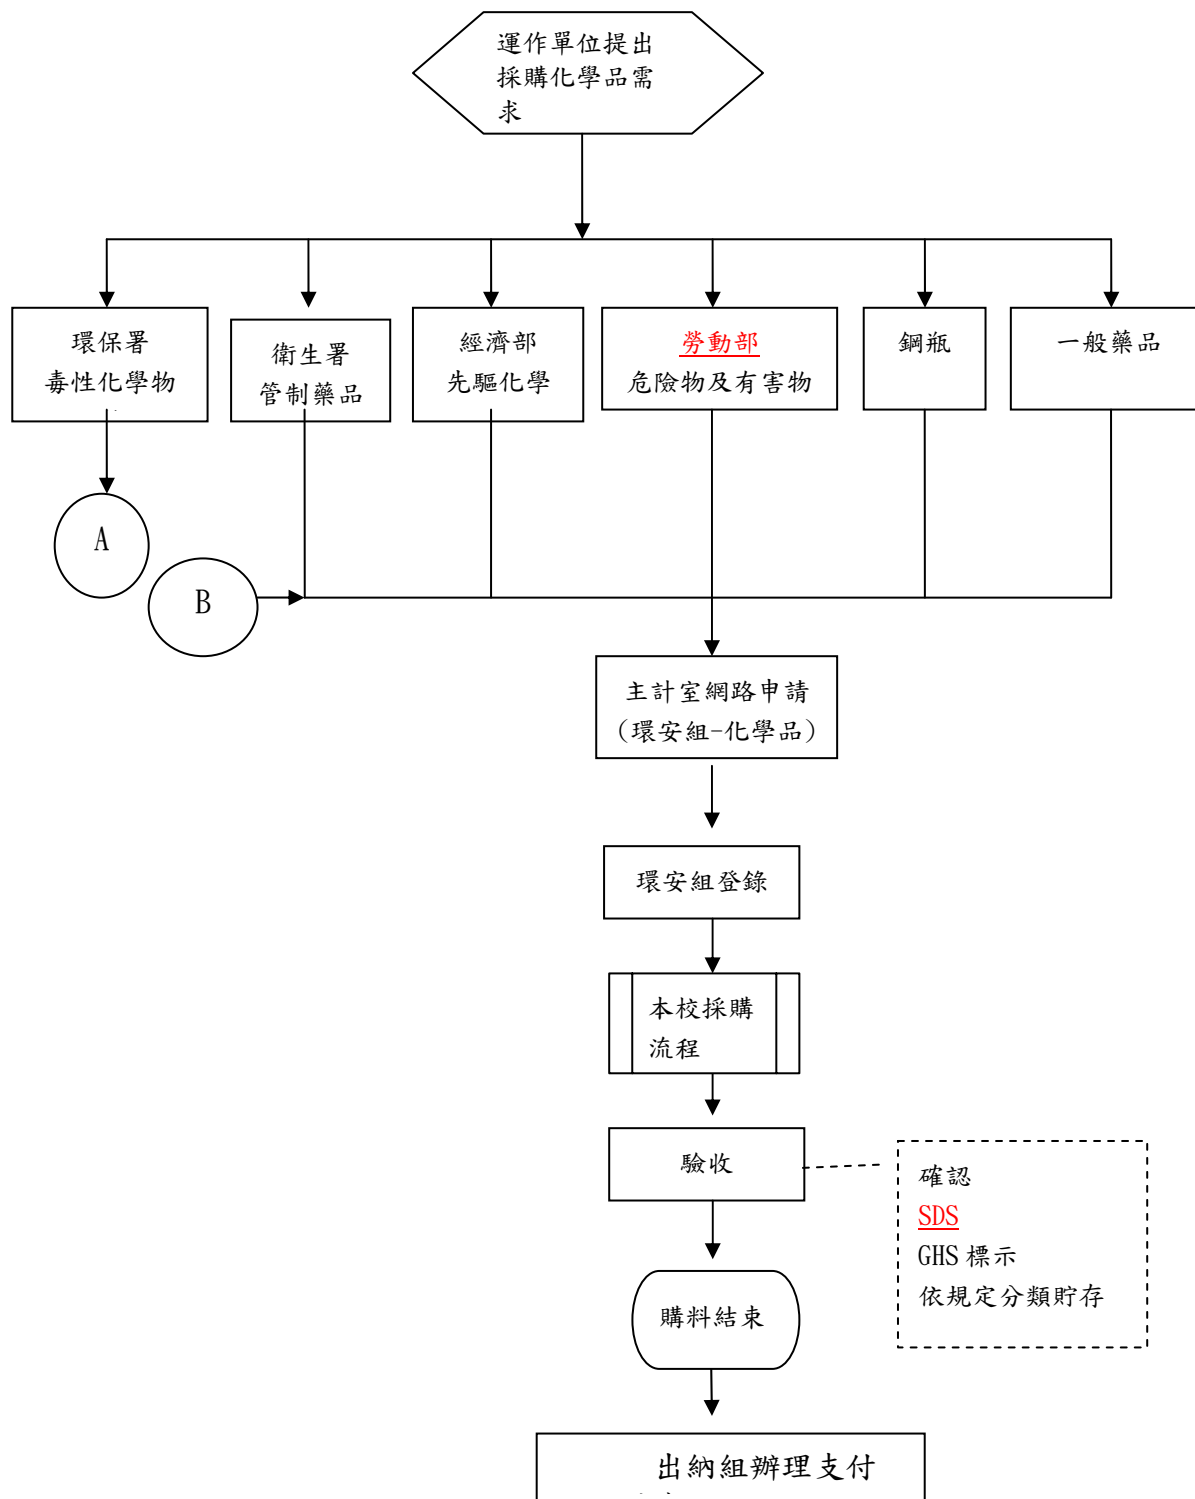 運作單位提出
採購化學品需
求
環保署
毒性化學物
衛生署
管制藥品
經濟部
先驅化學
勞動部
危險物及有害物
鋼瓶
一般藥品
A
B
主計室網路申請
(環安組-化學品)
環安組登錄
本校採購
流程
驗收
確認
SDS
GHS 標示
依規定分類貯存
購料結束
出納組辦理支付